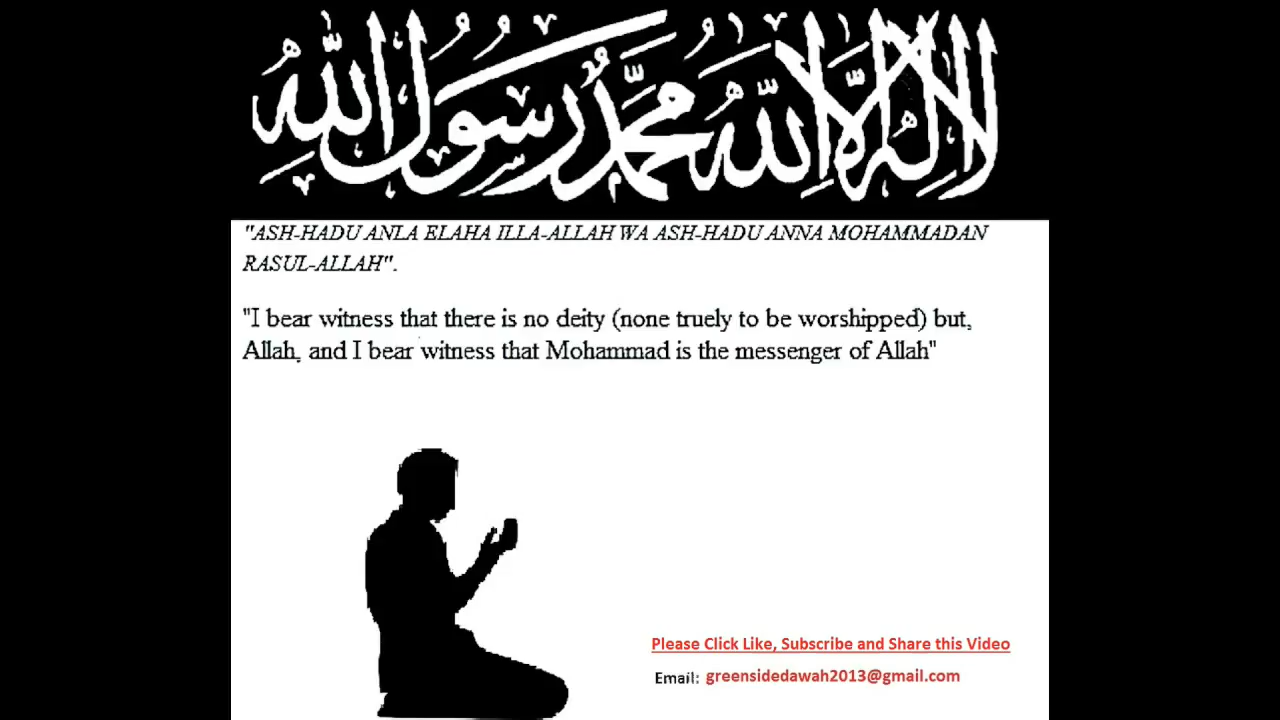 لا إله إلا الله محمد رسول الله
"ASH-HADU ANLA ELAHA ILLA-ALLAH WA ASH-HADU ANNA MOHAMMADAN
RASUL-ALLAH".
"I bear witness that there is no deity (none truely to be worshipped) but,
Allah, and I bear witness that Mohammad is the messenger of Allah"
Please Click Like, Subscribe and Share this Video
Email: greensidedawah2013@gmail.com